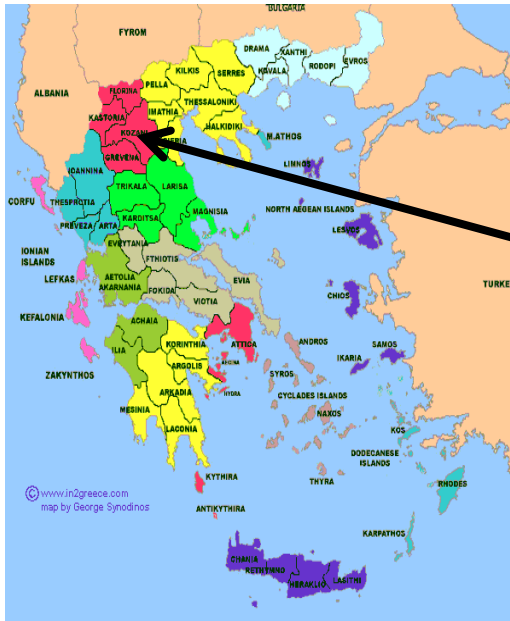 BULGARIA
FYROM
DRAMA
XANTHI
EVROS
RODOPI
KAVALA
KILKIS
SERRES
ALBANIA
FLORINA
PELLA
THESSALONIKI
KASTORIA
IMATHIA
KOZANI
HALKIDIKI
M.ATHOS
GREVENA
IOANNINA
LIMNOS
TRIKALA
LARISA
CORFU
THESPROTIA
NORTH AEGEAN ISLANDS
MAGNISIA
KARDITSA
PREVEZA
ARTA
LESVOS
EVRYTANIA
IONIAN
ISLANDS
FTHIOTIS
LEFKAS
AETOLIA
AKARNANIA
EVIA
TURKE
FOKIDA
VIOTIA
CHIOS
KEFALONIA
ACHAIA
KORINTHIA
ATTICA
ANDROS
SAMOS
ILIA
IKARIA
ZAKYNTHOS
ARGOLIS
AEGINA
SYROS
HYDRA
CYCLADES ISLANDS
ARKADIA
NAXOS
MESINIA
KOS
LACONIA
DODECANESE
ISLANDS
KYTHIRA
THYRA
RHODES
© www.in2greece.com
map by George Synodinos
ANTIKYTHIRA
KARPATHOS
CHANIA
RETHYMNO
HERAKLIO
LASITHI